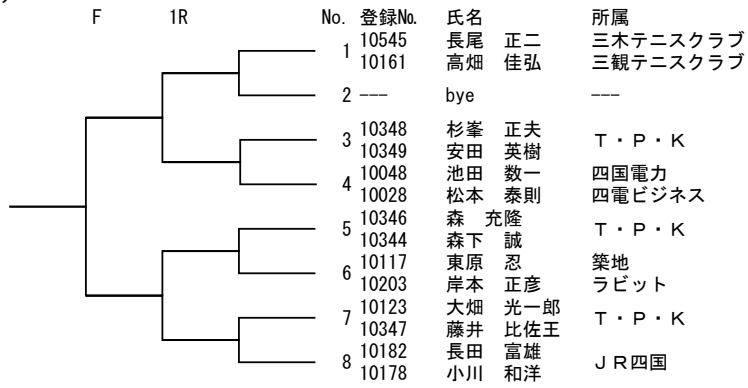 F 1R No. 登録No. 氏名 所属
1 10545 長尾 正二 三木テニスクラブ
10161 高畑 佳弘 三観テニスクラブ
2 --- bye ---
3 10348 杉峯 正夫 T・P・K
10349 安田 英樹
4 10048 池田 数一 四国電力
10028 松本 泰則 四電ビジネス
5 10346 森 充隆 T・P・K
10344 森下 誠
6 10117 東原 忍 築地
10203 岸本 正彦 ラビット
7 10123 大畑 光一郎 T・P・K
10347 藤井 比佐王
8 10182 長田 富雄 JR四国
10178 小川 和洋